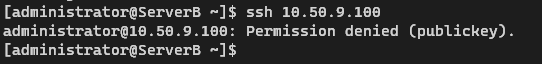 [administrator@ServerB ~]$ ssh 10.50.9.100
administrator@10.50.9.100: Permission denied (publickey).
[administrator@ServerB ~]$